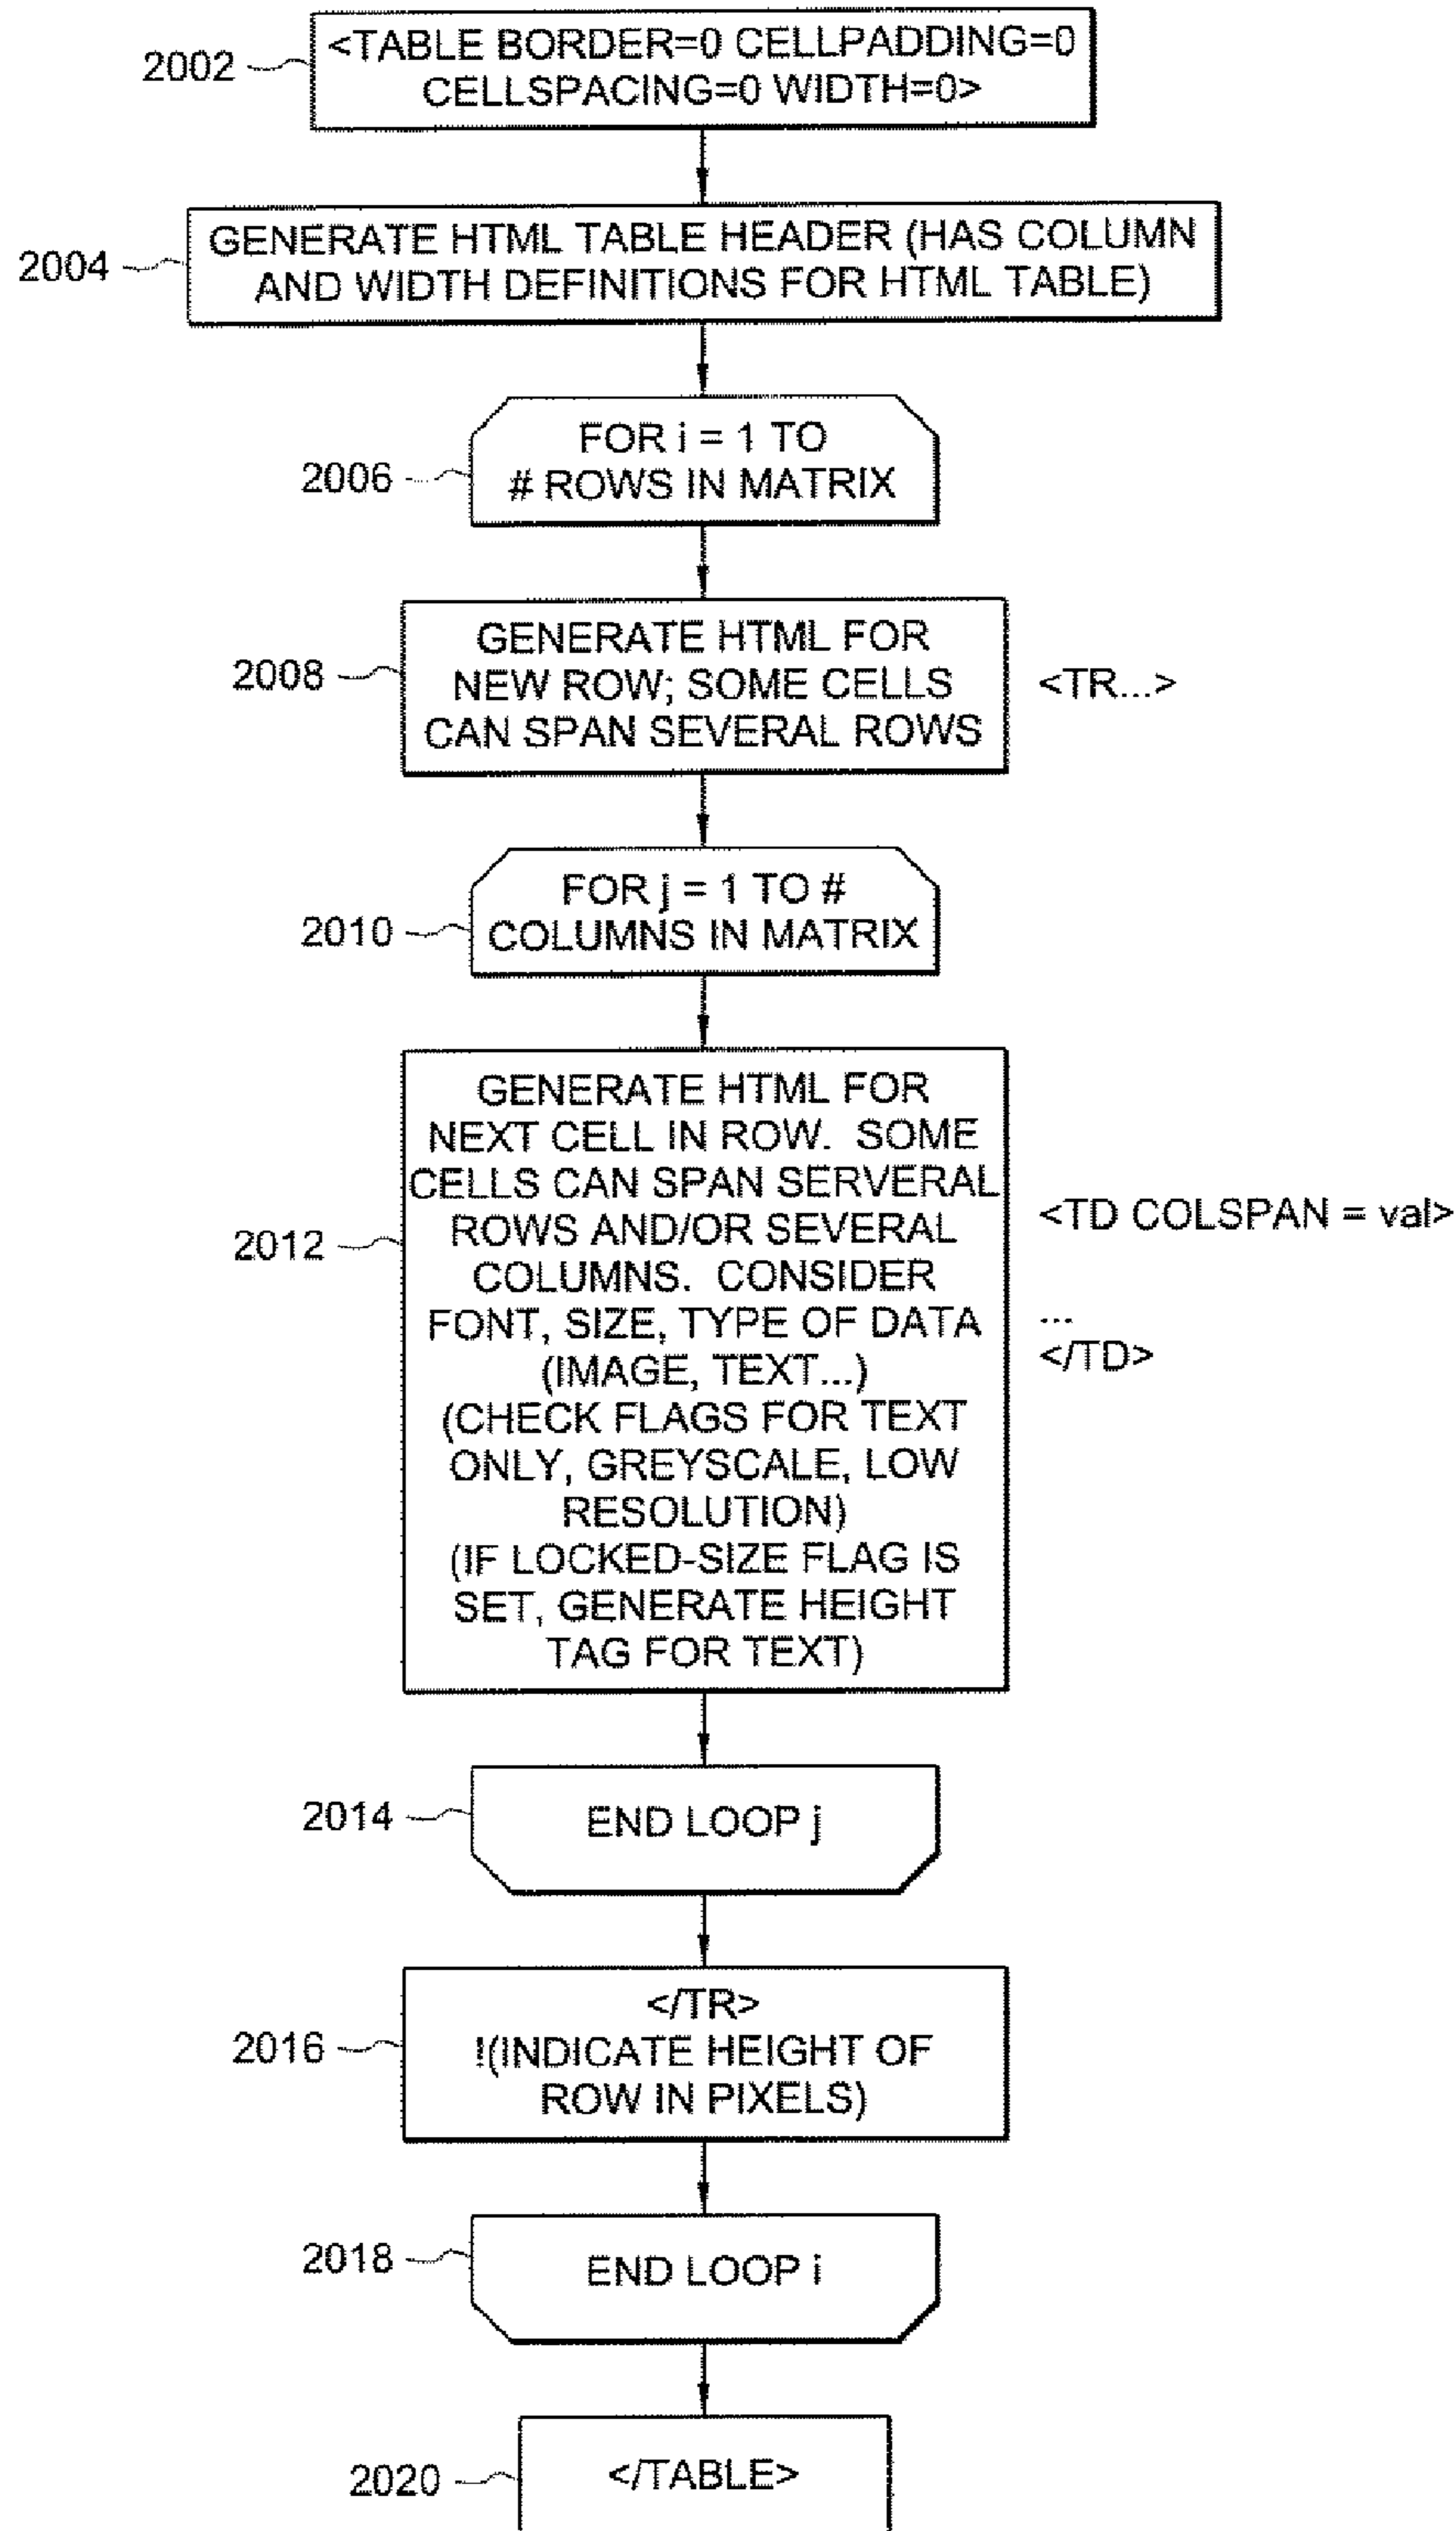 2002
<TABLE BORDER=0 CELLPADDING=0
CELLSPACING=0 WIDTH=0>
2004
GENERATE HTML TABLE HEADER (HAS COLUMN
AND WIDTH DEFINITIONS FOR HTML TABLE)
2006
FOR i = 1 TO
# ROWS IN MATRIX
2008
GENERATE HTML FOR
NEW ROW; SOME CELLS
CAN SPAN SEVERAL ROWS
<TR...>
2010
FOR j = 1 TO #
COLUMNS IN MATRIX
2012
GENERATE HTML FOR
NEXT CELL IN ROW. SOME
CELLS CAN SPAN SERVERAL
ROWS AND/OR SEVERAL
COLUMNS. CONSIDER
FONT, SIZE, TYPE OF DATA
(IMAGE, TEXT...)
(CHECK FLAGS FOR TEXT
ONLY, GREYSCALE, LOW
RESOLUTION)
(IF LOCKED-SIZE FLAG IS
SET, GENERATE HEIGHT
TAG FOR TEXT)
<TD COLSPAN = val>
...
</TD>
2014
END LOOP j
2016
</TR>
!(INDICATE HEIGHT OF
ROW IN PIXELS)
2018
END LOOP i
2020
</TABLE>